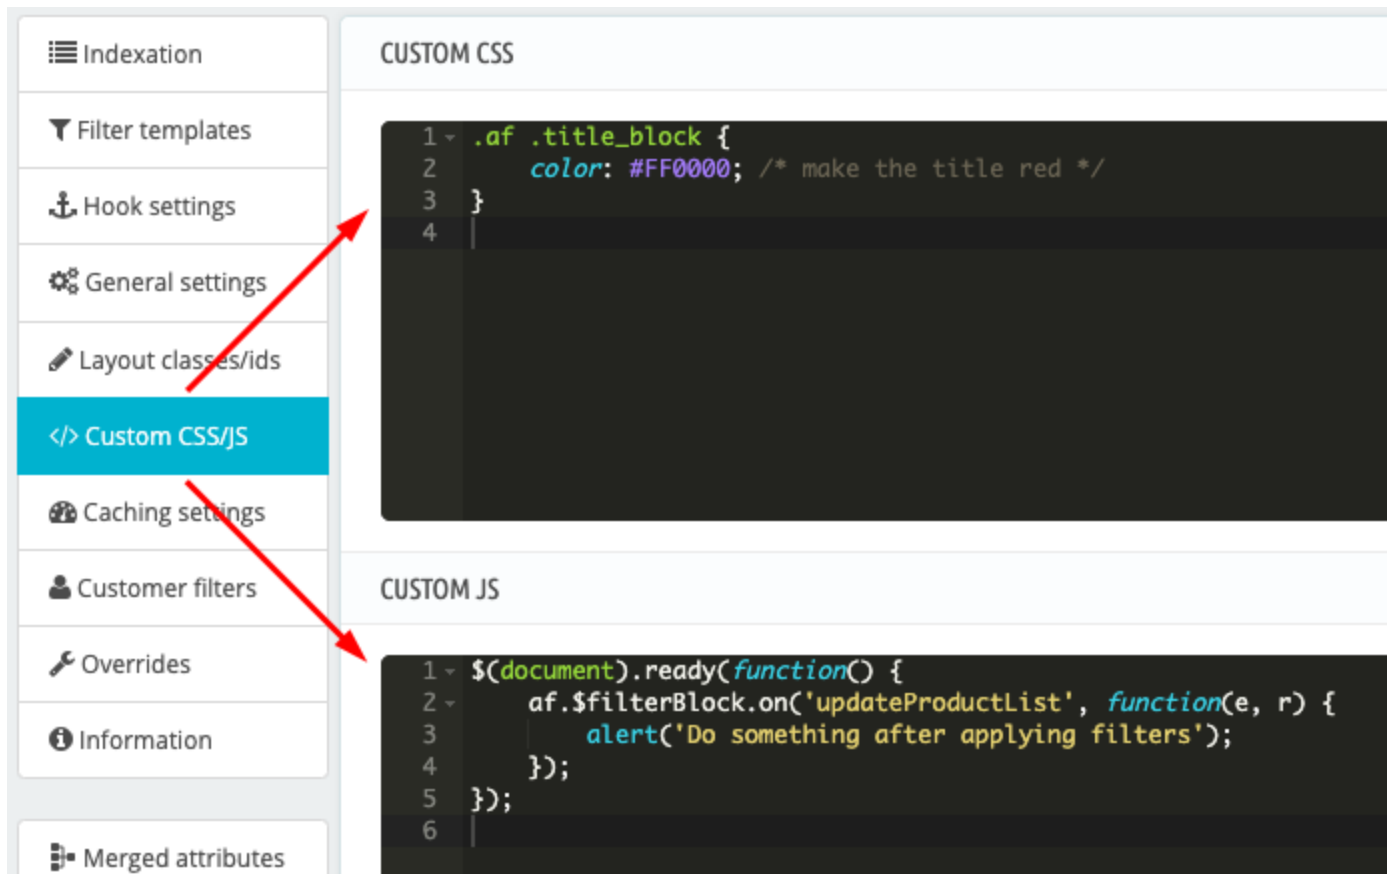 Indexation
Filter templates
Hook settings
General settings
Layout classes/ids
</> Custom CSS/JS
Caching settings
Customer filters
Overrides
Information
Merged attributes
CUSTOM CSS
1 .af .title_block {
2 color: #FF0000; /* make the title red */
3 }
4
CUSTOM JS
1 $(document).ready(function() {
2 af.$filterBlock.on('updateProductList', function(e, r) {
3 alert('Do something after applying filters');
4 });
5 });
6